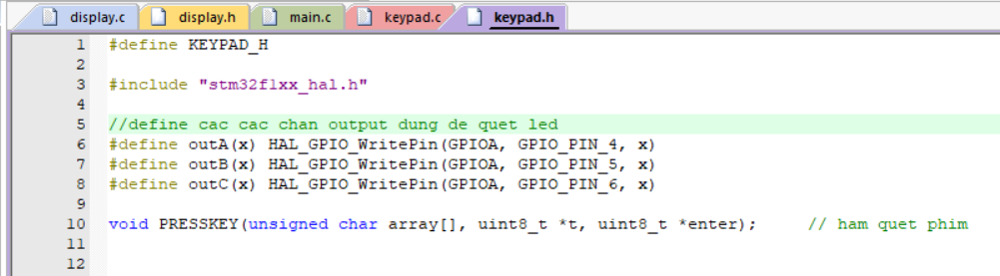 display.c display.h main.c keypad.c keypad.h
1 #define KEYPAD_H
2
3 #include "stm32f1xx_hal.h"
4
5 //define cac cac chan output dung de quet led
6 #define outA(x) HAL_GPIO_WritePin(GPIOA, GPIO_PIN_4, x)
7 #define outB(x) HAL_GPIO_WritePin(GPIOA, GPIO_PIN_5, x)
8 #define outC(x) HAL_GPIO_WritePin(GPIOA, GPIO_PIN_6, x)
9
10 void PRESSKEY(unsigned char array[], uint8_t *t, uint8_t *enter); // ham quet phim
11
12